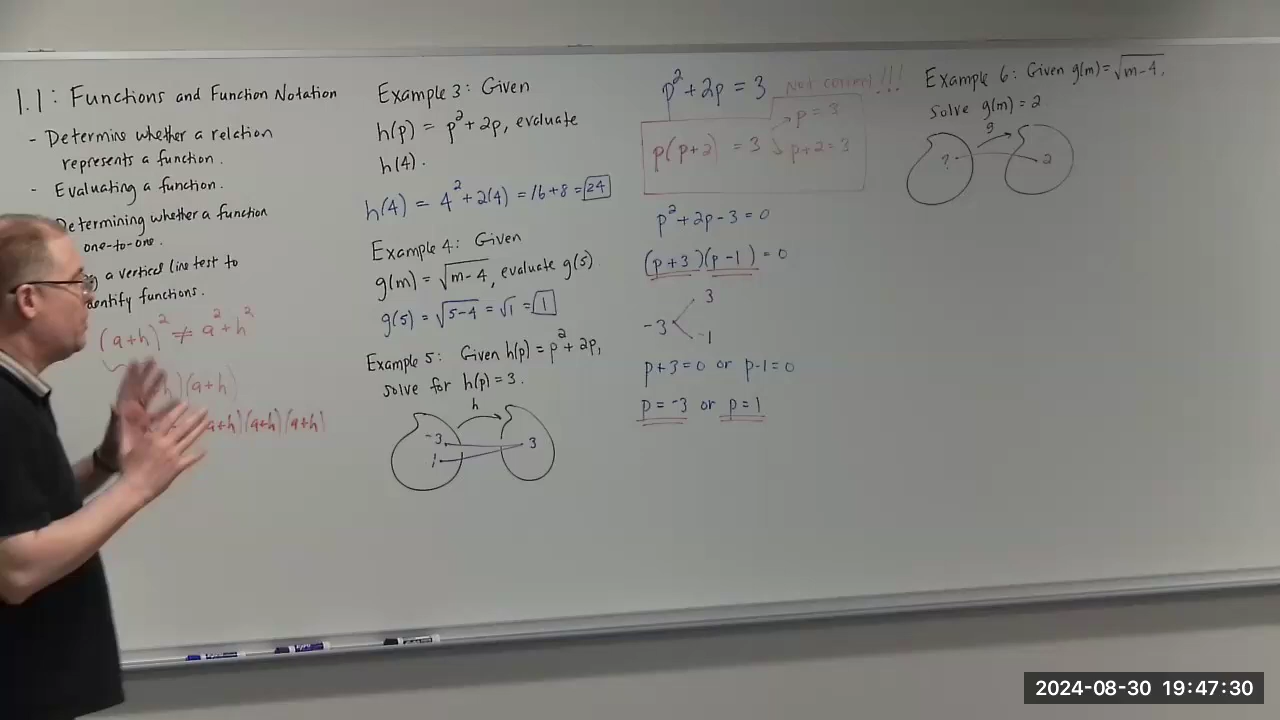 1.1: Functions and Function Notation
- Determine whether a relation
represents a function.
- Evaluating a function.
Determining whether a function
one-to-one.
a vertical line test to
identify functions.
(a+h)² ≠ a²+h²
)(a+h)
(a+h)(a+h)(a+h)
Example 3: Given
h(p) = p²+2p, evaluate
h(4).
h(4) = 4²+2(4) = 16+8 = 24
Example 4: Given
g(m) = √(m-4), evaluate g(5)
g(5) = √(5-4) = √1 = 1
Example 5: Given h(p) = p²+2p,
solve for h(p) = 3.
h
-3
1
3
p²+2p = 3
Not correct!!!
p = 3
p(p+2) = 3
p+2 = 3
p²+2p-3=0
(p+3)(p-1) = 0
3
-3
-1
p+3=0 or p-1=0
p=-3 or p=1
Example 6: Given g(m) = √(m-4),
solve g(m) = 2
g
?
2
2024-08-30 19:47:30